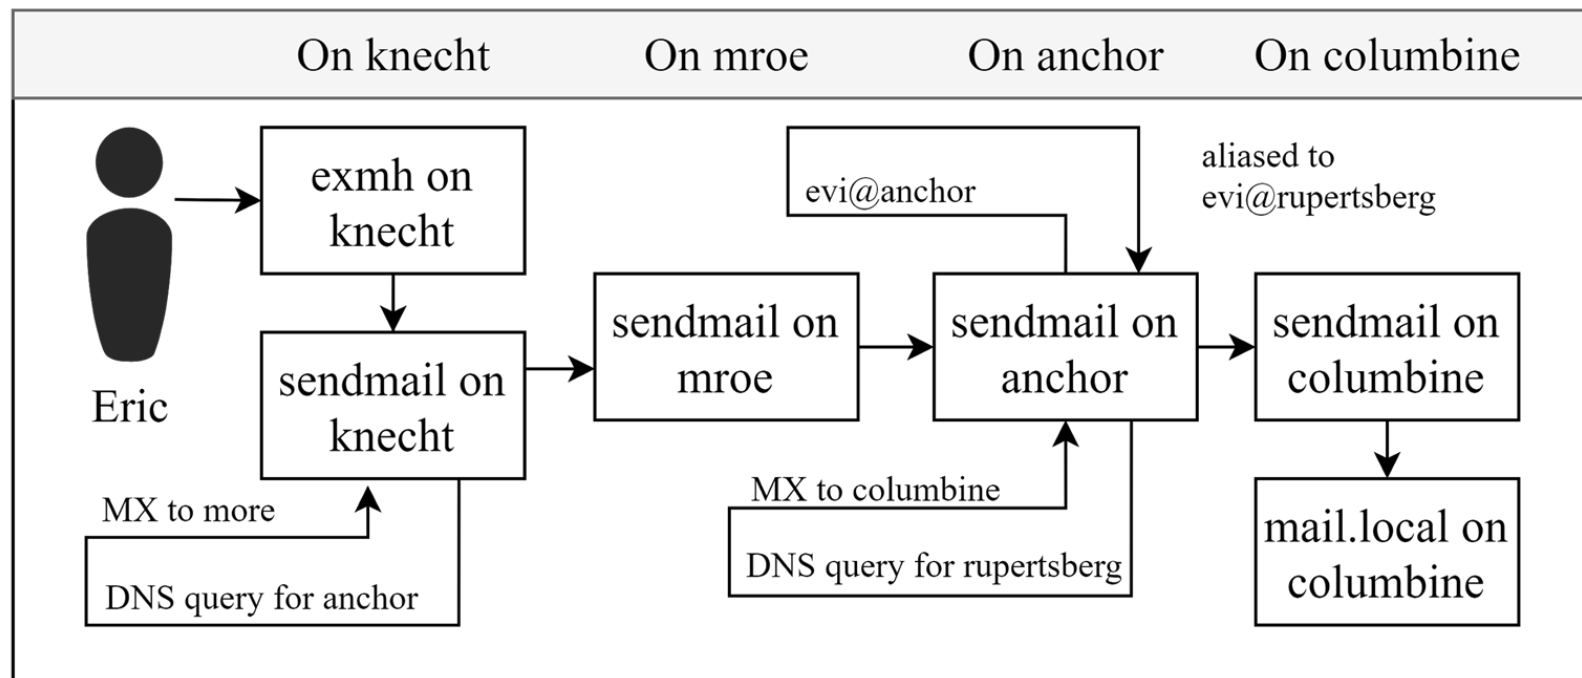 On knecht
On mroe
On anchor
On columbine
exmh on
knecht
evi@anchor
aliased to
evi@rupertsberg
Eric
sendmail on
knecht
sendmail on
mroe
sendmail on
anchor
sendmail on
columbine
MX to more
DNS query for anchor
MX to columbine
DNS query for rupertsberg
mail.local on
columbine